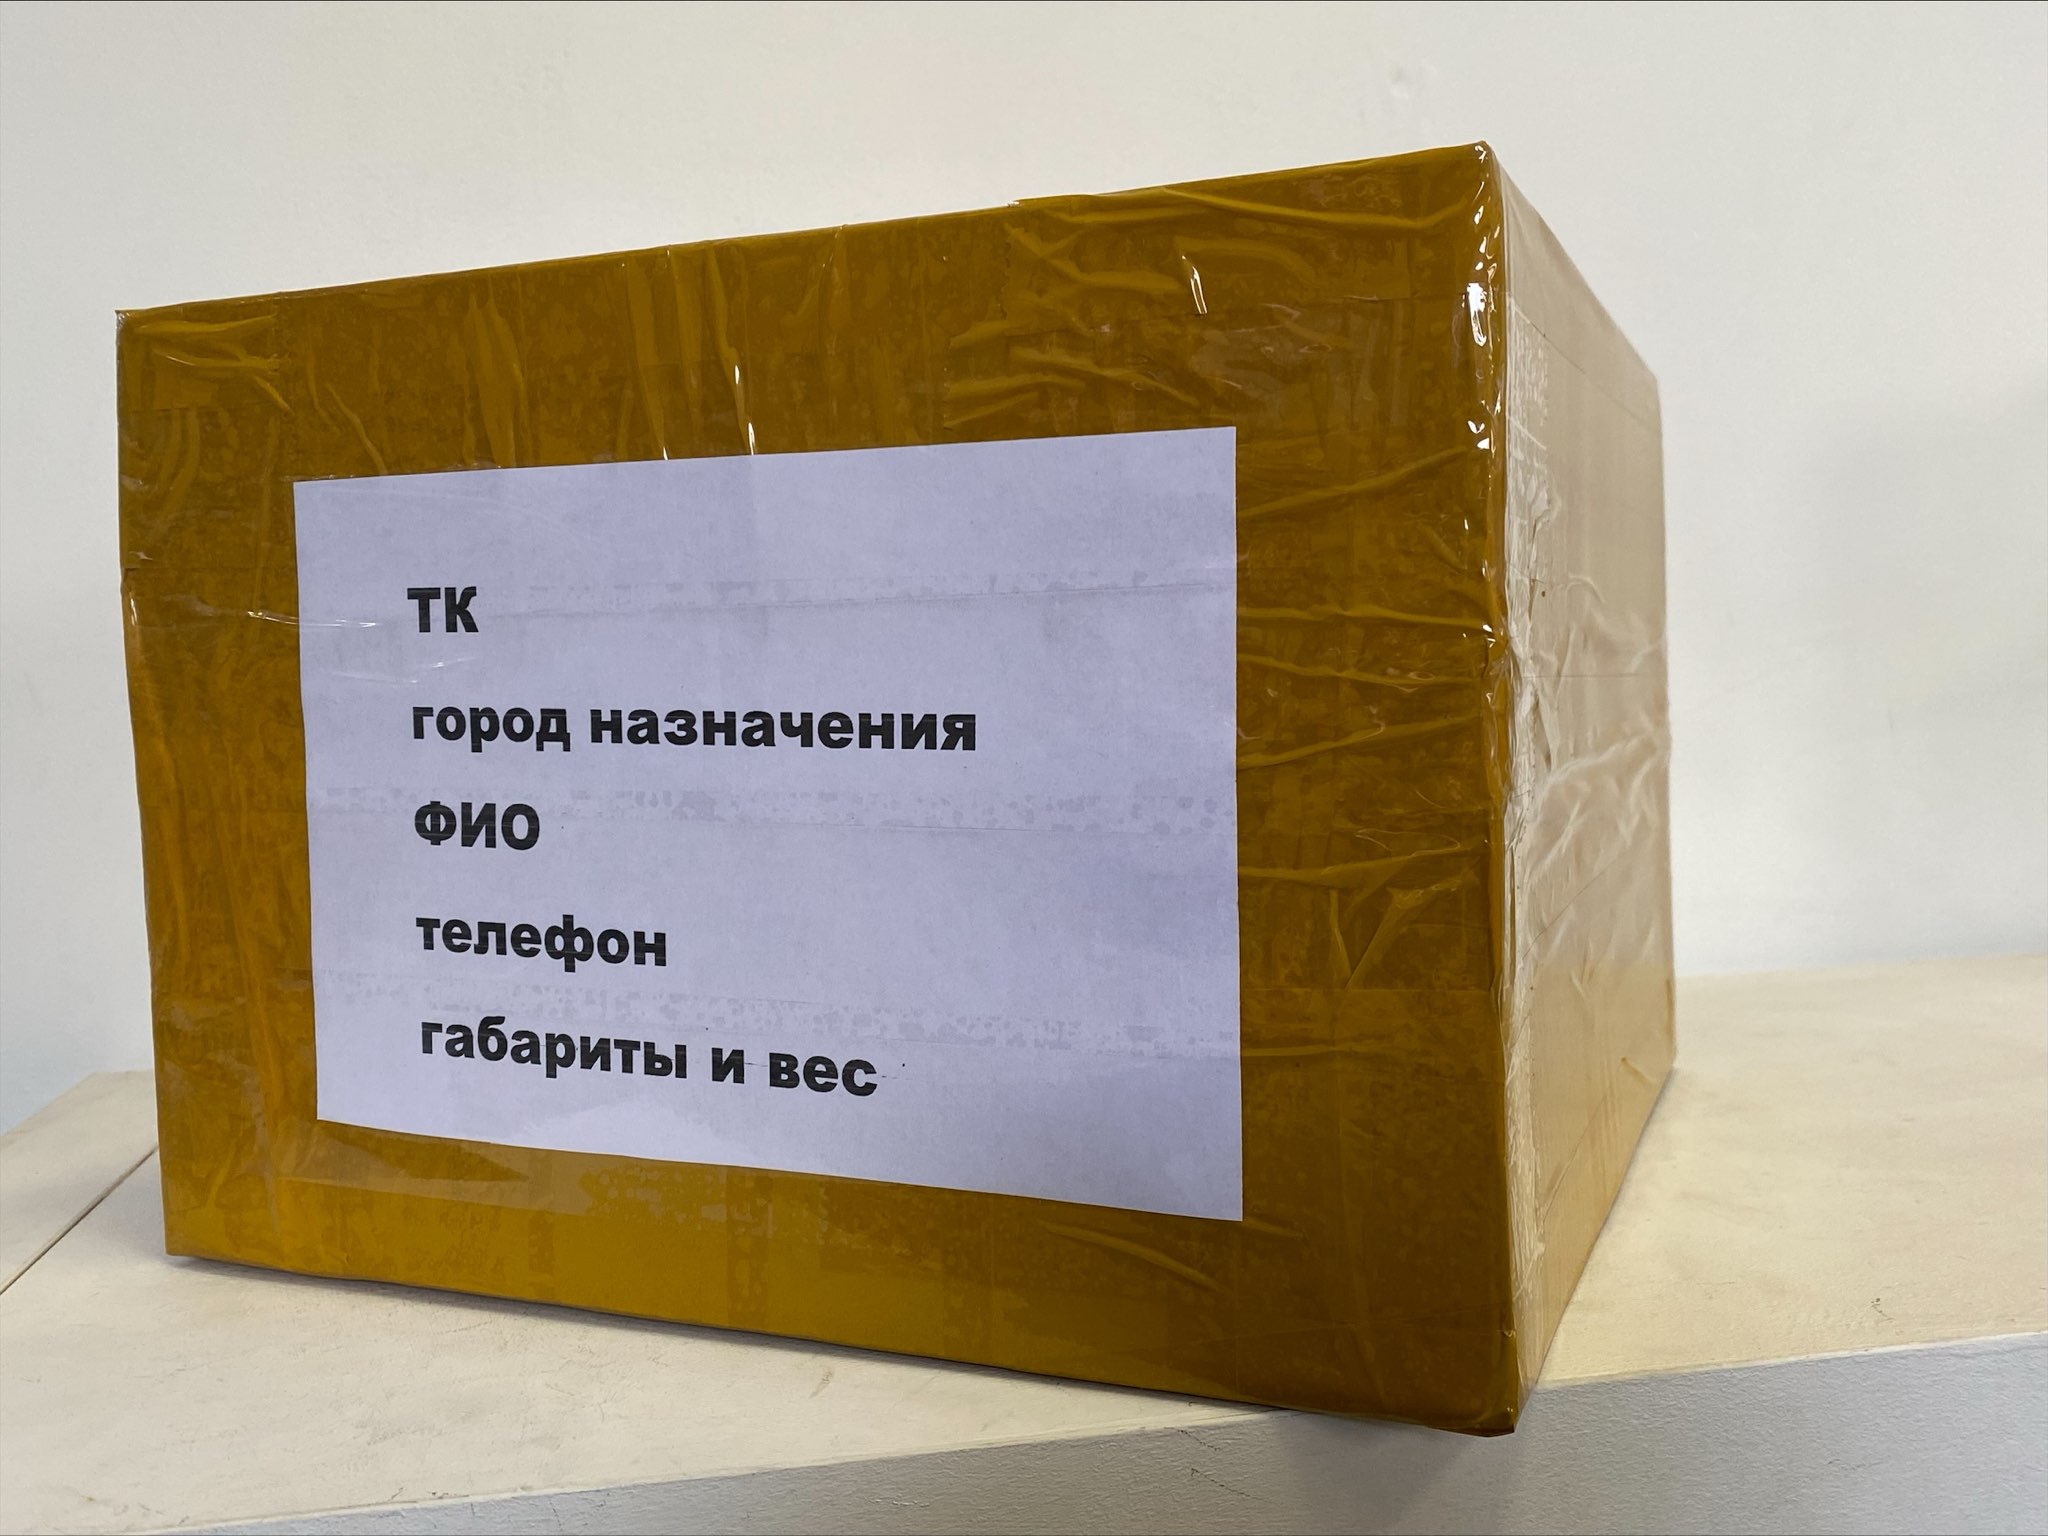 ТК
город назначения
ФИО
телефон
габариты и вес